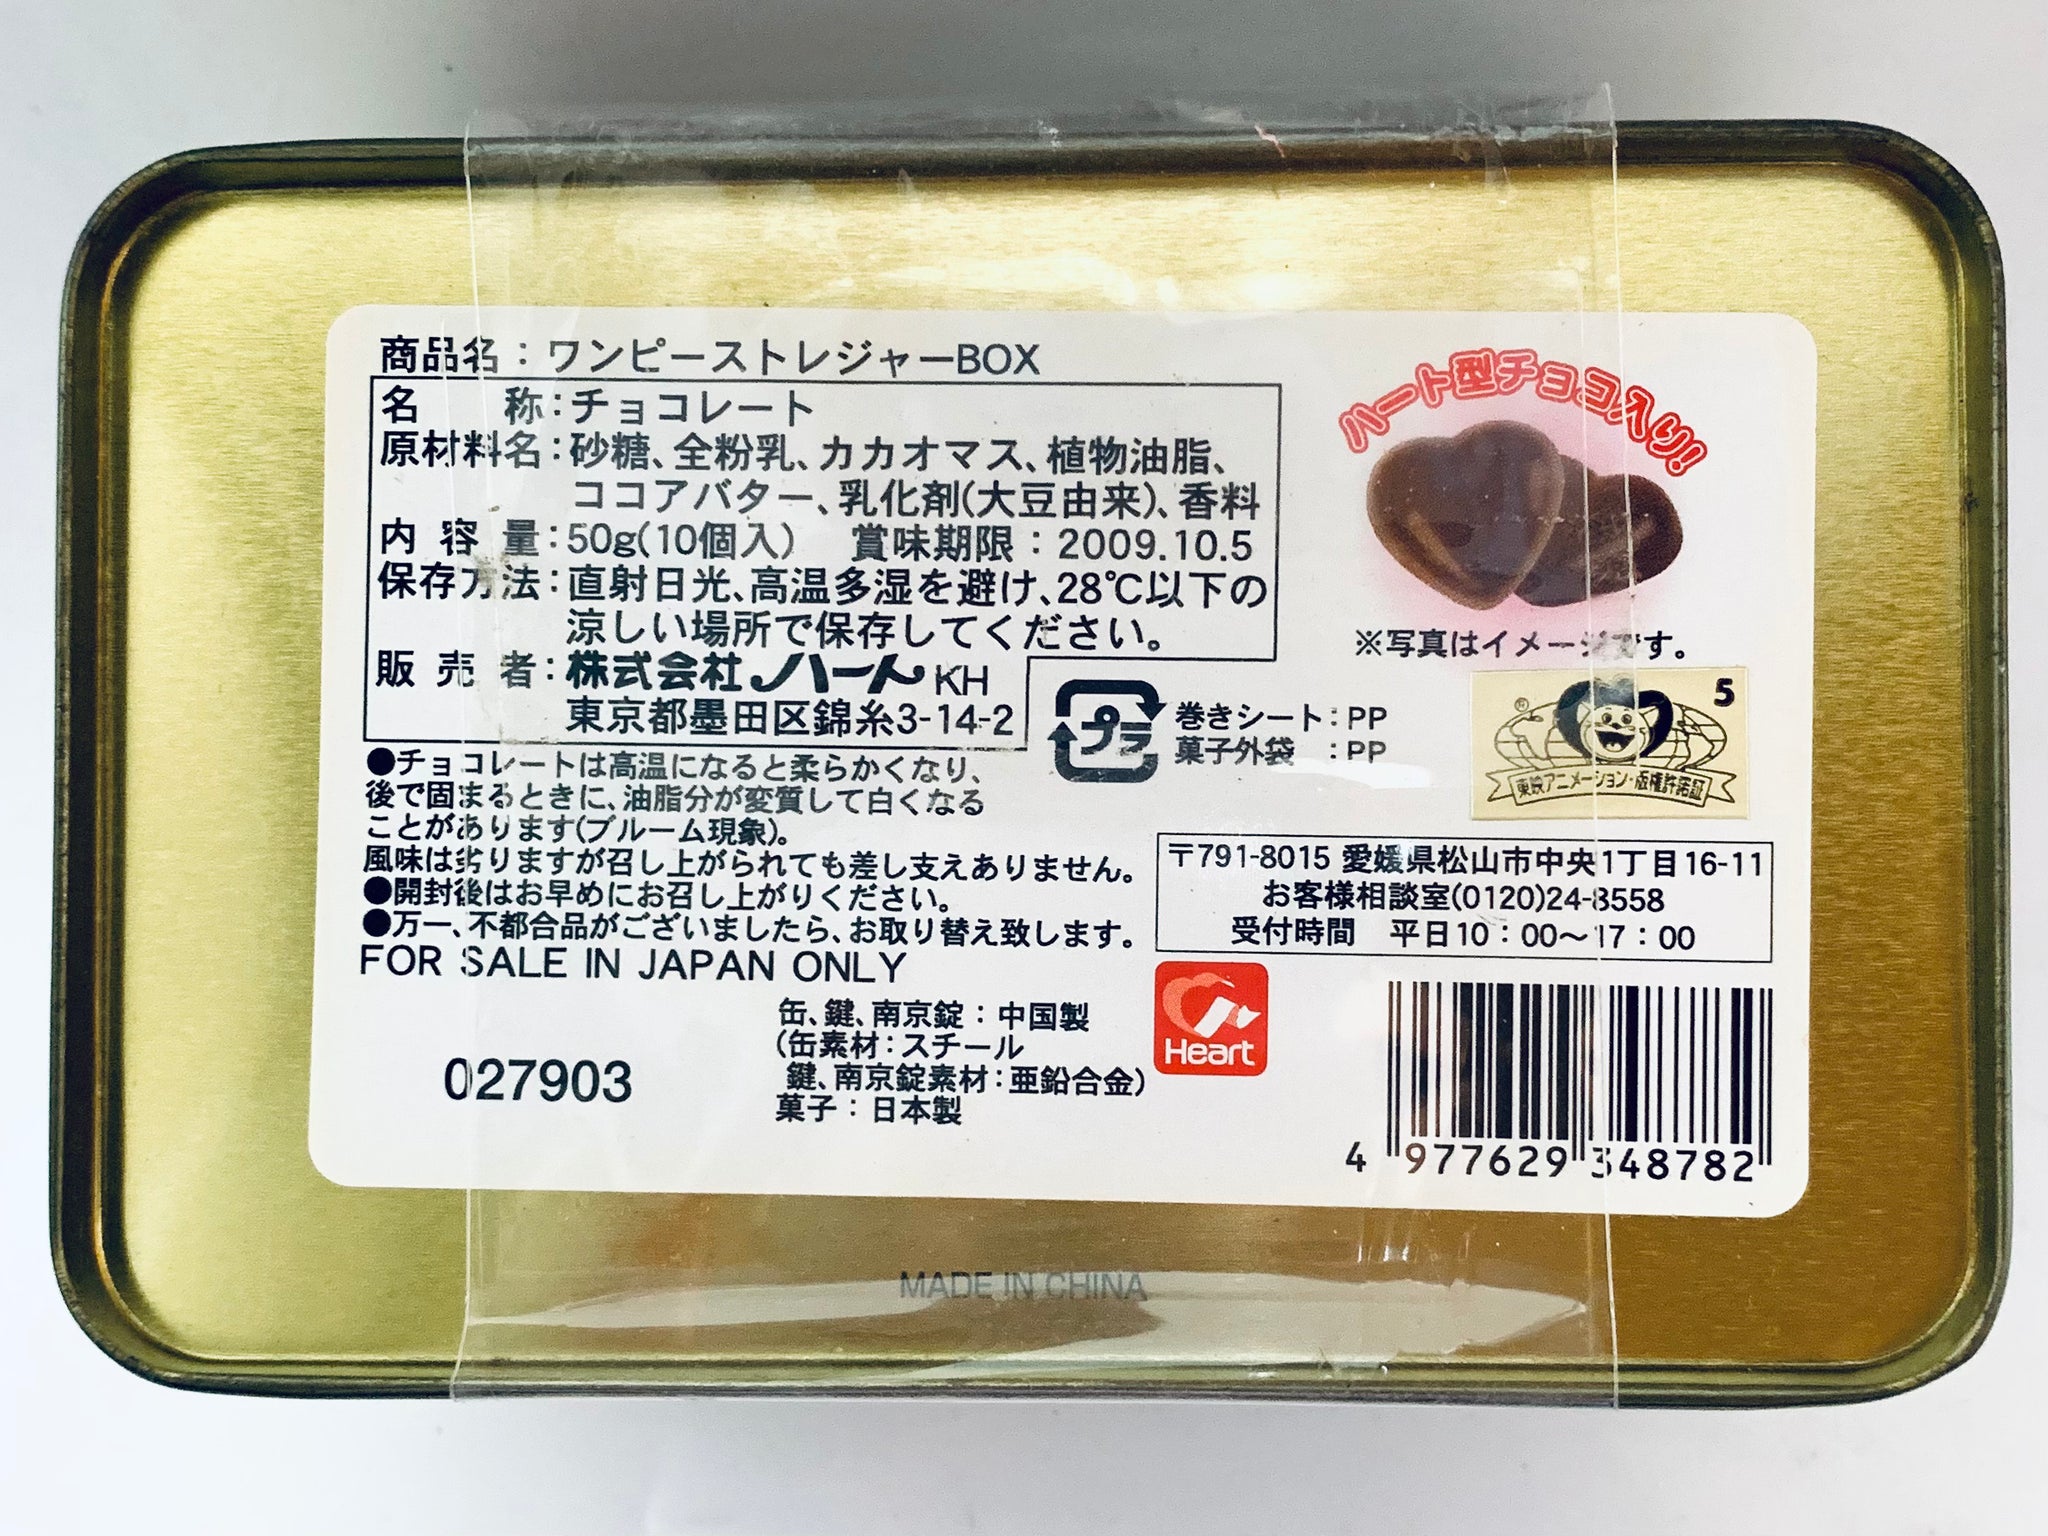 商品名：ワンピーストレジャーBOX
名　　称：チョコレート
原材料名：砂糖、全粉乳、カカオマス、植物油脂、
ココアバター、乳化剤(大豆由来)、香料
内 容 量：50g(10個入)　賞味期限：2009.10.5
保存方法：直射日光、高温多湿を避け、28℃以下の
涼しい場所で保存してください。
販 売 者：株式会社ハート KH
東京都墨田区錦糸3-14-2
ハート型チョコ入り!
※写真はイメージです。
プラ
巻きシート：PP
菓子外袋　：PP
5
®
東映アニメーション・版権許諾証
●チョコレートは高温になると柔らかくなり、
後で固まるときに、油脂分が変質して白くなる
ことがあります(ブルーム現象)。
風味は劣りますが召し上がられても差し支えありません。
●開封後はお早めにお召し上がりください。
●万一、不都合品がございましたら、お取り替え致します。
FOR SALE IN JAPAN ONLY
〒791-8015 愛媛県松山市中央1丁目16-11
お客様相談室(0120)24-8558
受付時間　平日10：00〜17：00
027903
缶、鍵、南京錠：中国製
(缶素材：スチール
鍵、南京錠素材：亜鉛合金)
菓子：日本製
Heart
4 977629 348782
MADE IN CHINA